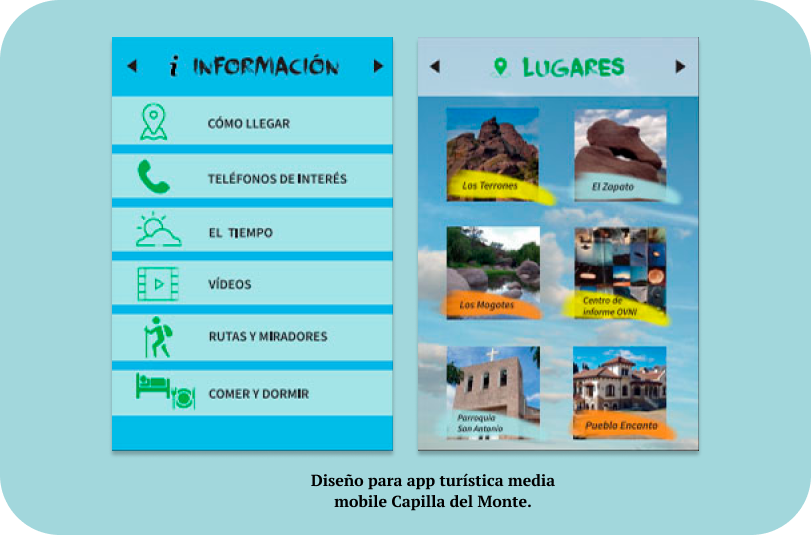 i INFORMACIÓN
CÓMO LLEGAR
TELÉFONOS DE INTERÉS
EL TIEMPO
VÍDEOS
RUTAS Y MIRADORES
COMER Y DORMIR
LUGARES
Los Terrones
El Zapato
Los Mogotes
Centro de
informe OVNI
Parroquia
San Antonio
Pueblo Encanto
Diseño para app turística media
mobile Capilla del Monte.